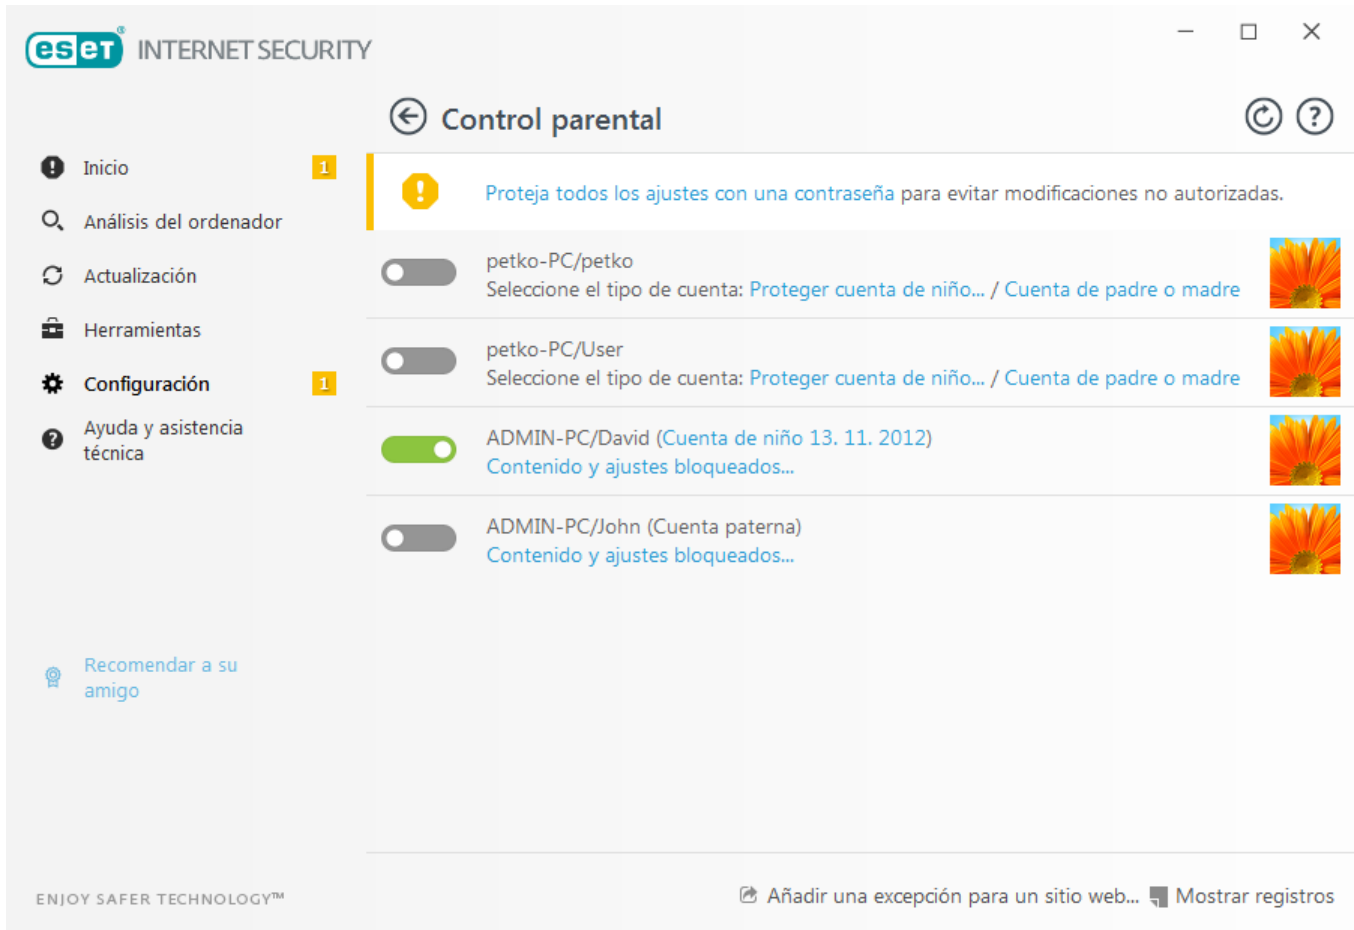 eset INTERNET SECURITY
Control parental
Inicio 1
Análisis del ordenador
Actualización
Herramientas
Configuración 1
Ayuda y asistencia
técnica
Recomendar a su
amigo
Proteja todos los ajustes con una contraseña para evitar modificaciones no autorizadas.
petko-PC/petko
Seleccione el tipo de cuenta: Proteger cuenta de niño... / Cuenta de padre o madre
petko-PC/User
Seleccione el tipo de cuenta: Proteger cuenta de niño... / Cuenta de padre o madre
ADMIN-PC/David (Cuenta de niño 13. 11. 2012)
Contenido y ajustes bloqueados...
ADMIN-PC/John (Cuenta paterna)
Contenido y ajustes bloqueados...
ENJOY SAFER TECHNOLOGY™
Añadir una excepción para un sitio web... Mostrar registros